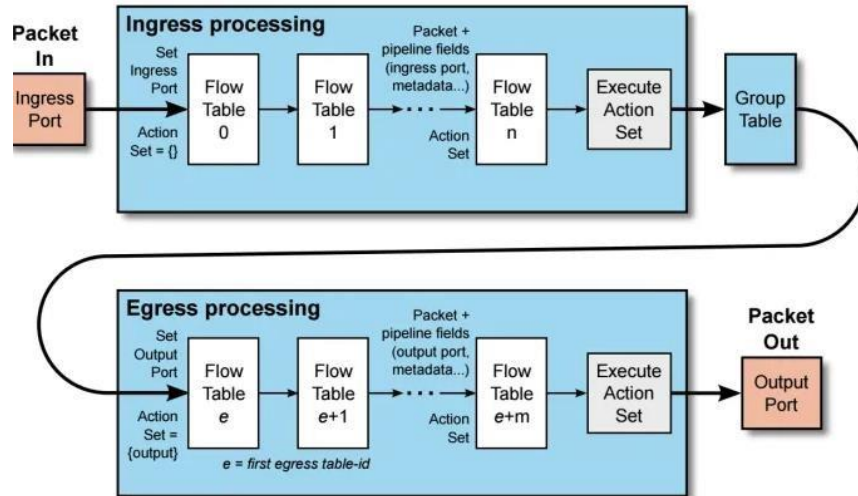 Packet
In
Ingress
Port
Ingress processing
Set
Ingress
Port
Action
Set = {}
Flow
Table
0
Flow
Table
1
Packet +
pipeline fields
(ingress port,
metadata...)
Action
Set
Flow
Table
n
Execute
Action
Set
Group
Table
Egress processing
Set
Output
Port
Action
Set =
{output}
Flow
Table
e
Flow
Table
e+1
e = first egress table-id
Packet +
pipeline fields
(output port,
metadata...)
Action
Set
Flow
Table
e+m
Execute
Action
Set
Packet
Out
Output
Port